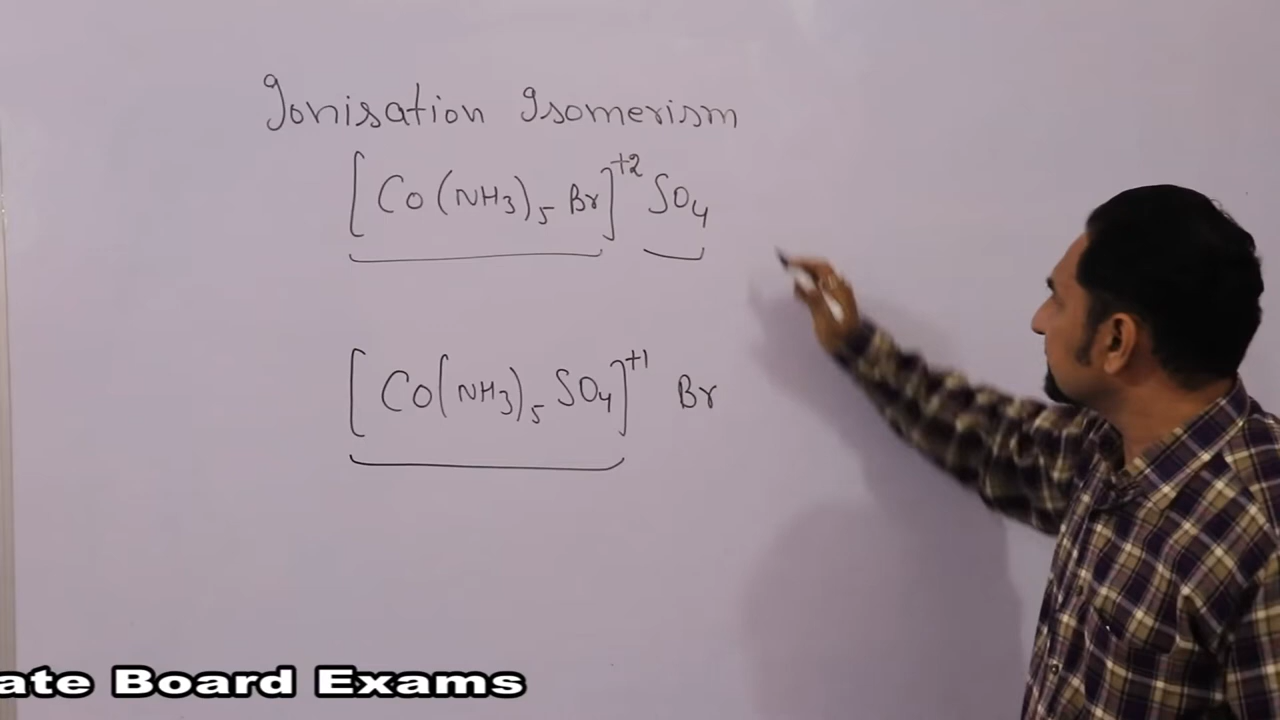 Ionisation Isomerism
[Co(NH3)5 Br]+2 SO4
[Co(NH3)5 SO4]+1 Br
ate Board Exams